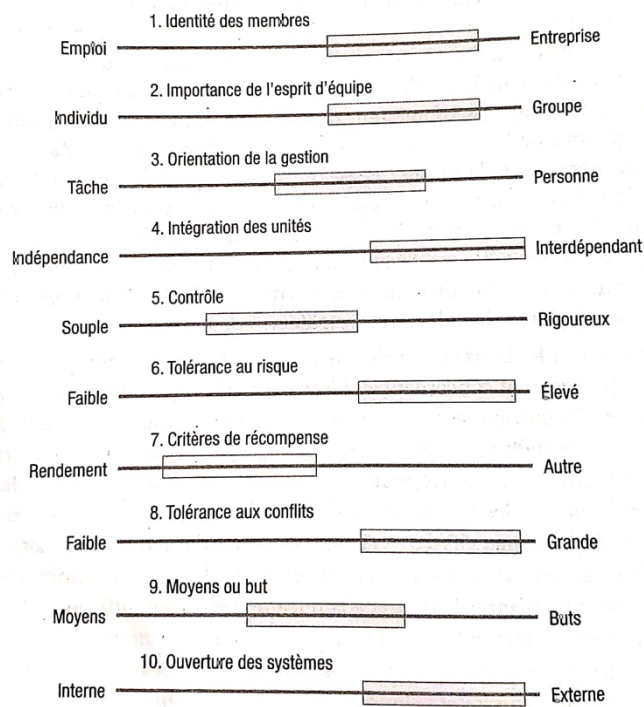 1. Identité des membres
Emploi Entreprise
2. Importance de l'esprit d'équipe
Individu Groupe
3. Orientation de la gestion
Tâche Personne
4. Intégration des unités
Indépendance Interdépendant
5. Contrôle
Souple Rigoureux
6. Tolérance au risque
Faible Élevé
7. Critères de récompense
Rendement Autre
8. Tolérance aux conflits
Faible Grande
9. Moyens ou but
Moyens Buts
10. Ouverture des systèmes
Interne Externe